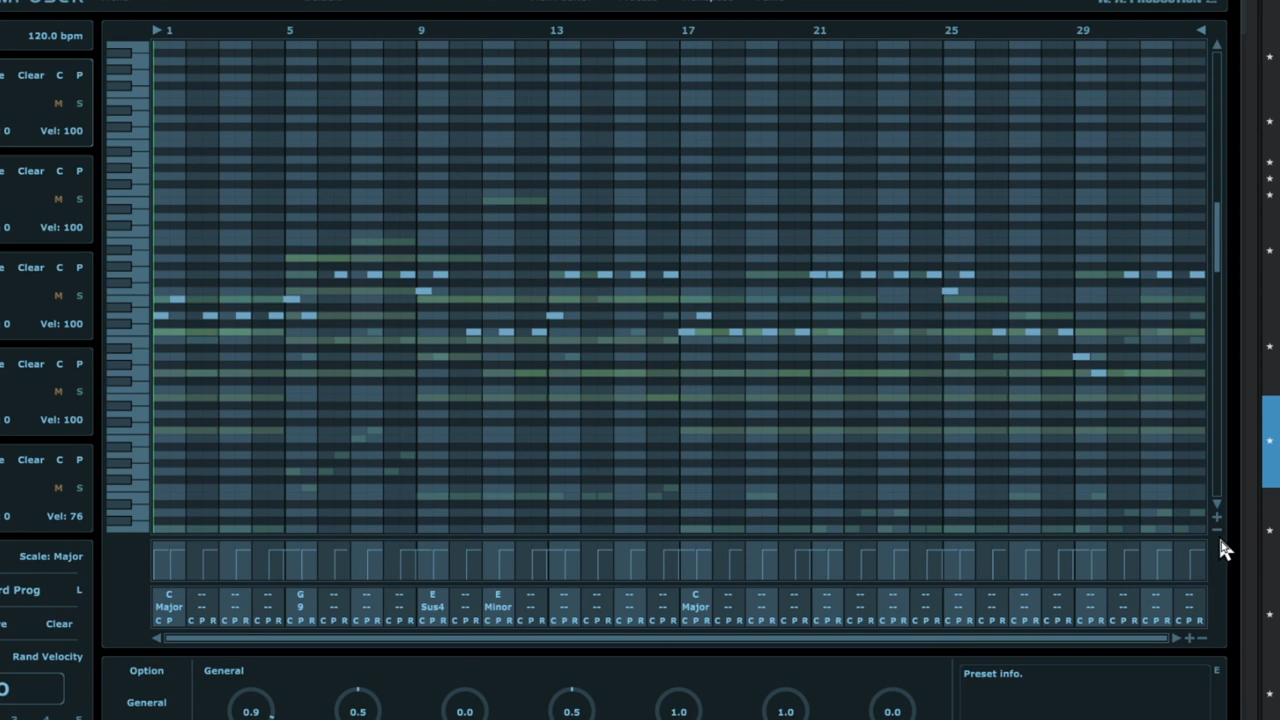 120.0 bpm
Clear C P
M S
0 Vel: 100
Clear C P
M S
0 Vel: 100
Clear C P
M S
0 Vel: 100
Clear C P
M S
0 Vel: 100
Clear C P
M S
0 Vel: 76
Scale: Major
rd Prog L
Clear
Rand Velocity
1 5 9 13 17 21 25 29
C -- -- -- G -- -- -- E -- E -- -- -- -- -- C -- -- -- -- -- -- -- -- -- -- -- -- -- -- --
Major -- -- -- 9 -- -- -- Sus4 -- Minor -- -- -- -- -- Major -- -- -- -- -- -- -- -- -- -- -- -- -- -- --
C P C P R C P R C P R C P R C P R C P R C P R C P R C P R C P R C P R C P R C P R C P R C P R C P R C P R C P R C P R C P R C P R C P R C P R C P R C P R C P R C P R C P R C P R C P R C P R
Option General Preset info. E
General 0.9 0.5 0.0 0.5 1.0 1.0 0.0